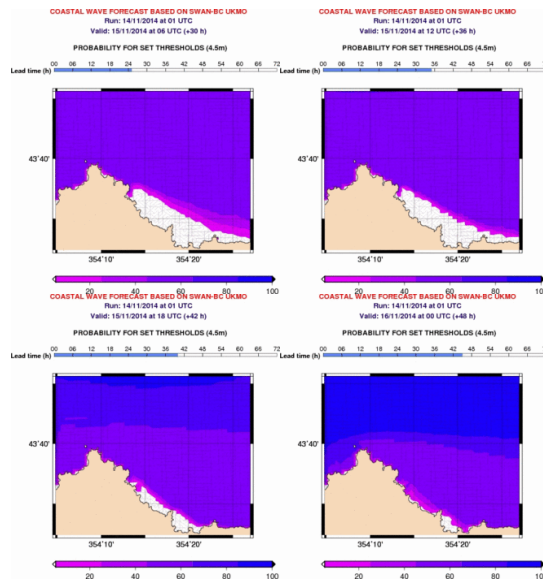 COASTAL WAVE FORECAST BASED ON SWAN-BC UKMO
Run: 14/11/2014 at 01 UTC
Valid: 15/11/2014 at 06 UTC (+30 h)
PROBABILITY FOR SET THRESHOLDS (4.5m)
Lead time (h)
00 06 12 18 24 30 36 42 48 54 60 66 72
43°40'
354°10' 354°20'
20 40 60 80 100
COASTAL WAVE FORECAST BASED ON SWAN-BC UKMO
Run: 14/11/2014 at 01 UTC
Valid: 15/11/2014 at 12 UTC (+36 h)
PROBABILITY FOR SET THRESHOLDS (4.5m)
Lead time (h)
00 06 12 18 24 30 36 42 48 54 60 66 72
43°40'
354°10' 354°20'
20 40 60 80 100
COASTAL WAVE FORECAST BASED ON SWAN-BC UKMO
Run: 14/11/2014 at 01 UTC
Valid: 15/11/2014 at 18 UTC (+42 h)
PROBABILITY FOR SET THRESHOLDS (4.5m)
Lead time (h)
00 06 12 18 24 30 36 42 48 54 60 66 72
43°40'
354°10' 354°20'
20 40 60 80 100
COASTAL WAVE FORECAST BASED ON SWAN-BC UKMO
Run: 14/11/2014 at 01 UTC
Valid: 16/11/2014 at 00 UTC (+48 h)
PROBABILITY FOR SET THRESHOLDS (4.5m)
Lead time (h)
00 06 12 18 24 30 36 42 48 54 60 66 72
43°40'
354°10' 354°20'
20 40 60 80 100